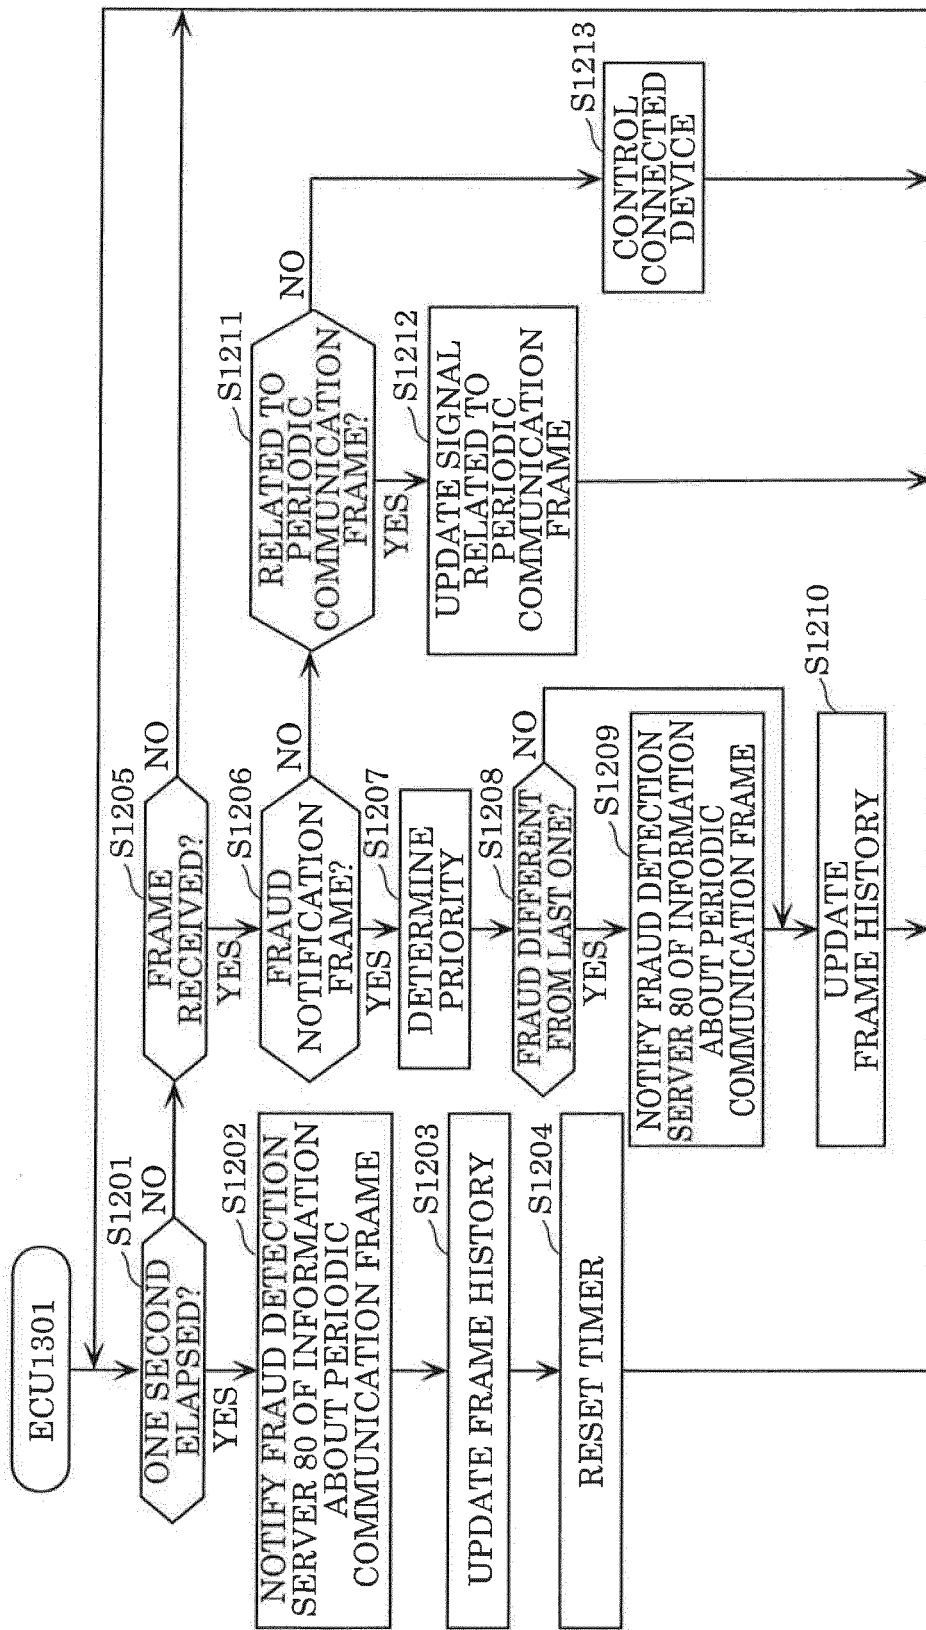 ECU1301
S1201
ONE SECOND
ELAPSED?
NO
YES
S1202
NOTIFY FRAUD DETECTION
SERVER 80 OF INFORMATION
ABOUT PERIODIC
COMMUNICATION FRAME
S1203
UPDATE FRAME HISTORY
S1204
RESET TIMER
S1205
FRAME
RECEIVED?
NO
YES
S1206
FRAUD
NOTIFICATION
FRAME?
NO
YES
S1207
DETERMINE
PRIORITY
S1208
FRAUD DIFFERENT
FROM LAST ONE?
NO
YES
S1209
NOTIFY FRAUD DETECTION
SERVER 80 OF INFORMATION
ABOUT PERIODIC
COMMUNICATION FRAME
S1210
UPDATE
FRAME HISTORY
S1211
RELATED TO
PERIODIC
COMMUNICATION
FRAME?
NO
YES
S1212
UPDATE SIGNAL
RELATED TO
PERIODIC
COMMUNICATION
FRAME
S1213
CONTROL
CONNECTED
DEVICE